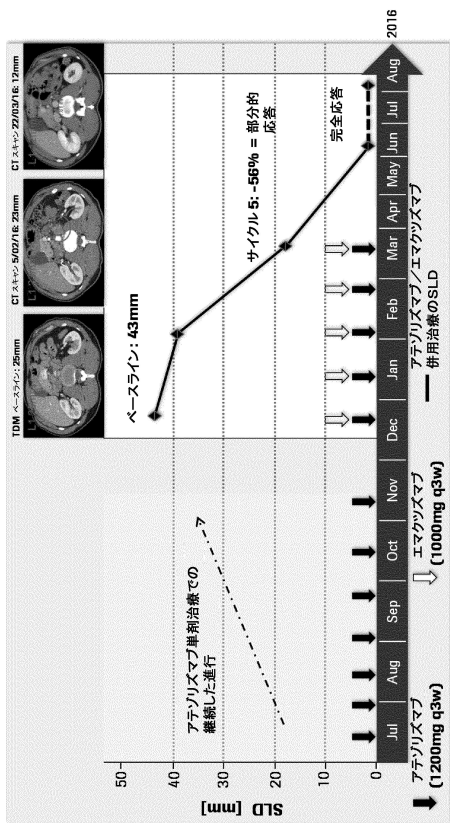 TDM ベースライン: 25mm
CT スキャン 5/02/16: 23mm
CT スキャン 22/03/16: 12mm
SLD [mm]
50
40
30
20
10
0
アテゾリズマブ単剤治療での
継続した進行
ベースライン: 43mm
サイクル 5: -56% = 部分的
応答
完全応答
Jul
Aug
Sep
Oct
Nov
Dec
Jan
Feb
Mar
Apr
May
Jun
Jul
Aug
2016
アテゾリズマブ
(1200mg q3w)
エマクツズマブ
(1000mg q3w)
アテゾリズマブ/エマクツズマブ
併用治療のSLD